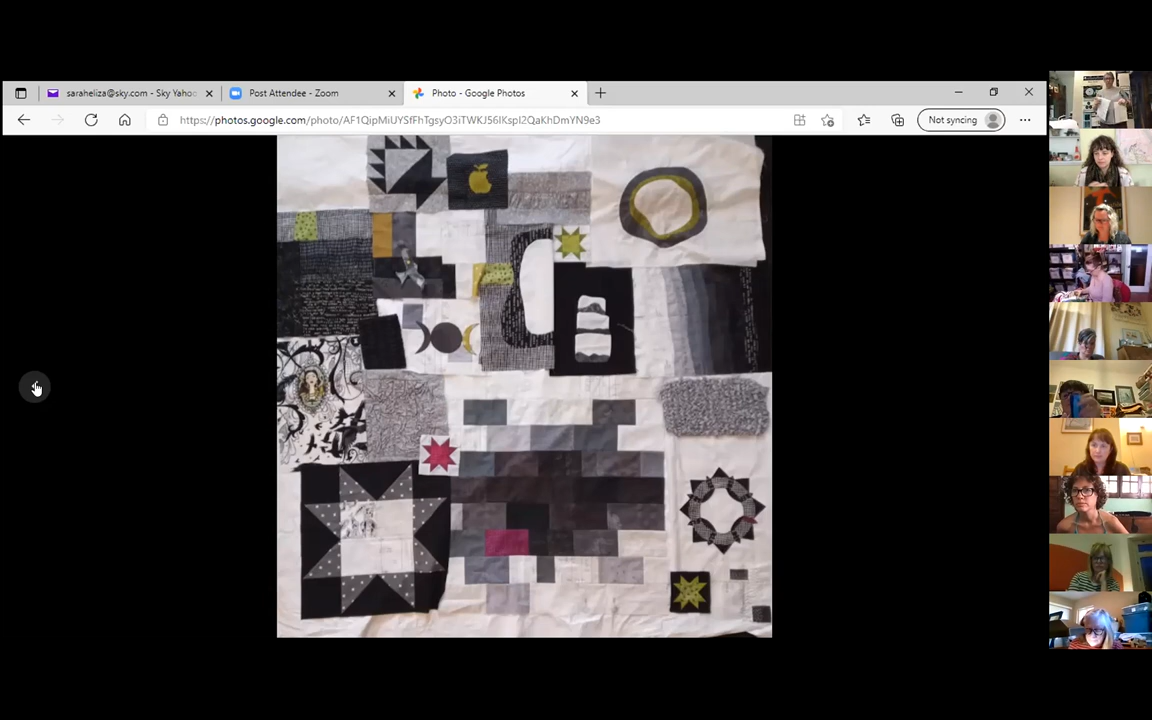 saraheliza@sky.com - Sky Yahoo
Post Attendee - Zoom
Photo - Google Photos
https://photos.google.com/photo/AF1QipMiUYSfFhTgsyO3iTWKJ56IKspI2QaKhDmYN9e3
Not syncing